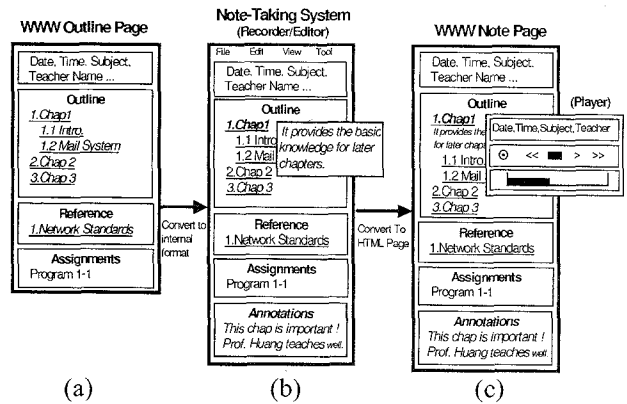 WWW Outline Page
Date, Time. Subject,
Teacher Name ...
Outline
1.Chap1
1.1 Intro.
1.2 Mail System
2.Chap 2
3.Chap 3
Reference
1.Network Standards
Assignments
Program 1-1
(a)
Convert to
internal
format
Note-Taking System
(Recorder/Editor)
File Edit View Tool
Date. Time. Subject.
Teacher Name ...
Outline
1.Chap1
1.1 Intro
1.2 Mail
2.Chap 2
3.Chap 3
It provides the basic
knowledge for later
chapters.
Reference
1.Network Standards
Assignments
Program 1-1
Annotations
This chap is important !
Prof. Huang teaches well.
(b)
Convert To
HTML Page
WWW Note Page
Date, Time. Subject,
Teacher Name ...
Outline
1.Chap1
It provides the
for later chap
1.1 Intro.
1.2 Mail
2.Chap 2
3.Chap 3
(Player)
Date,Time,Subject,Teacher
<< > >>
Reference
1.Network Standards
Assignments
Program 1-1
Annotations
This chap is important !
Prof. Huang teaches well.
(c)